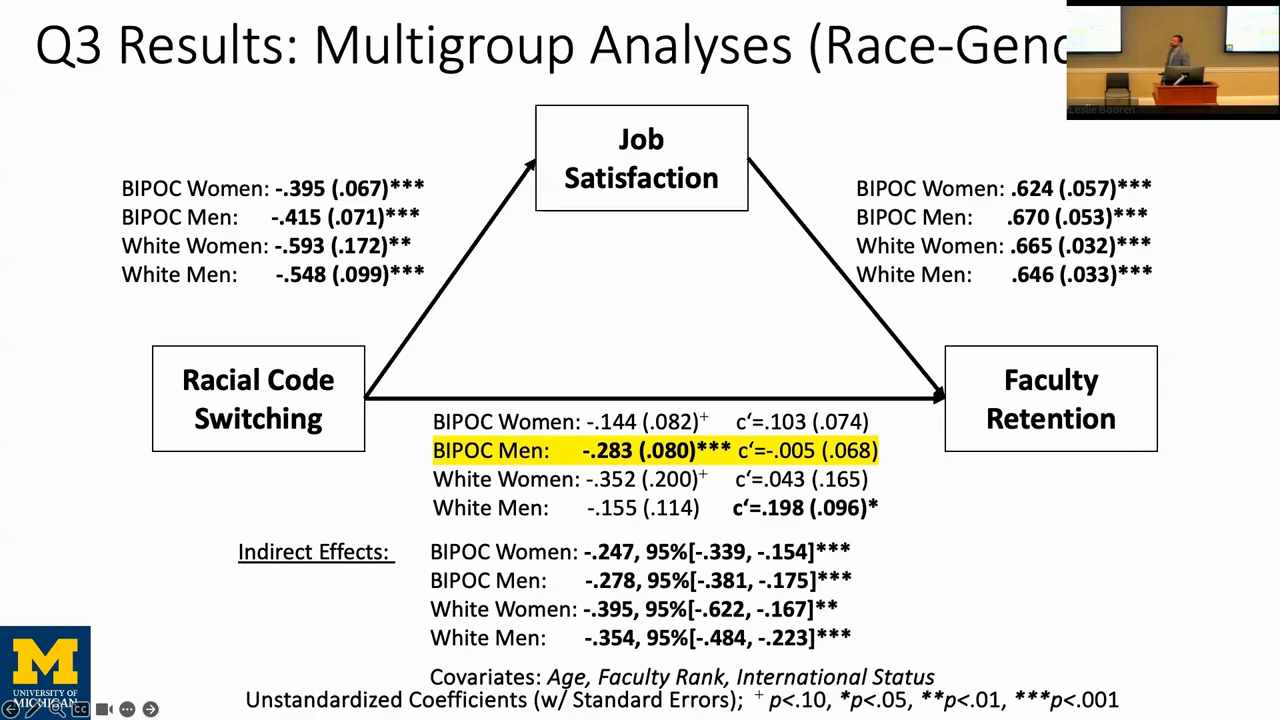 Q3 Results: Multigroup Analyses (Race-Gend
Leslie Booren
Job
Satisfaction
BIPOC Women: -.395 (.067)***
BIPOC Men: -.415 (.071)***
White Women: -.593 (.172)**
White Men: -.548 (.099)***
BIPOC Women: .624 (.057)***
BIPOC Men: .670 (.053)***
White Women: .665 (.032)***
White Men: .646 (.033)***
Racial Code
Switching
Faculty
Retention
BIPOC Women: -.144 (.082)⁺ c‘=.103 (.074)
BIPOC Men: -.283 (.080)*** c‘=-.005 (.068)
White Women: -.352 (.200)⁺ c‘=.043 (.165)
White Men: -.155 (.114) c‘=.198 (.096)*
Indirect Effects: BIPOC Women: -.247, 95%[-.339, -.154]***
BIPOC Men: -.278, 95%[-.381, -.175]***
White Women: -.395, 95%[-.622, -.167]**
White Men: -.354, 95%[-.484, -.223]***
Covariates: Age, Faculty Rank, International Status
Unstandardized Coefficients (w/ Standard Errors); ⁺ p<.10, *p<.05, **p<.01, ***p<.001
M
UNIVERSITY OF
MICHIGAN